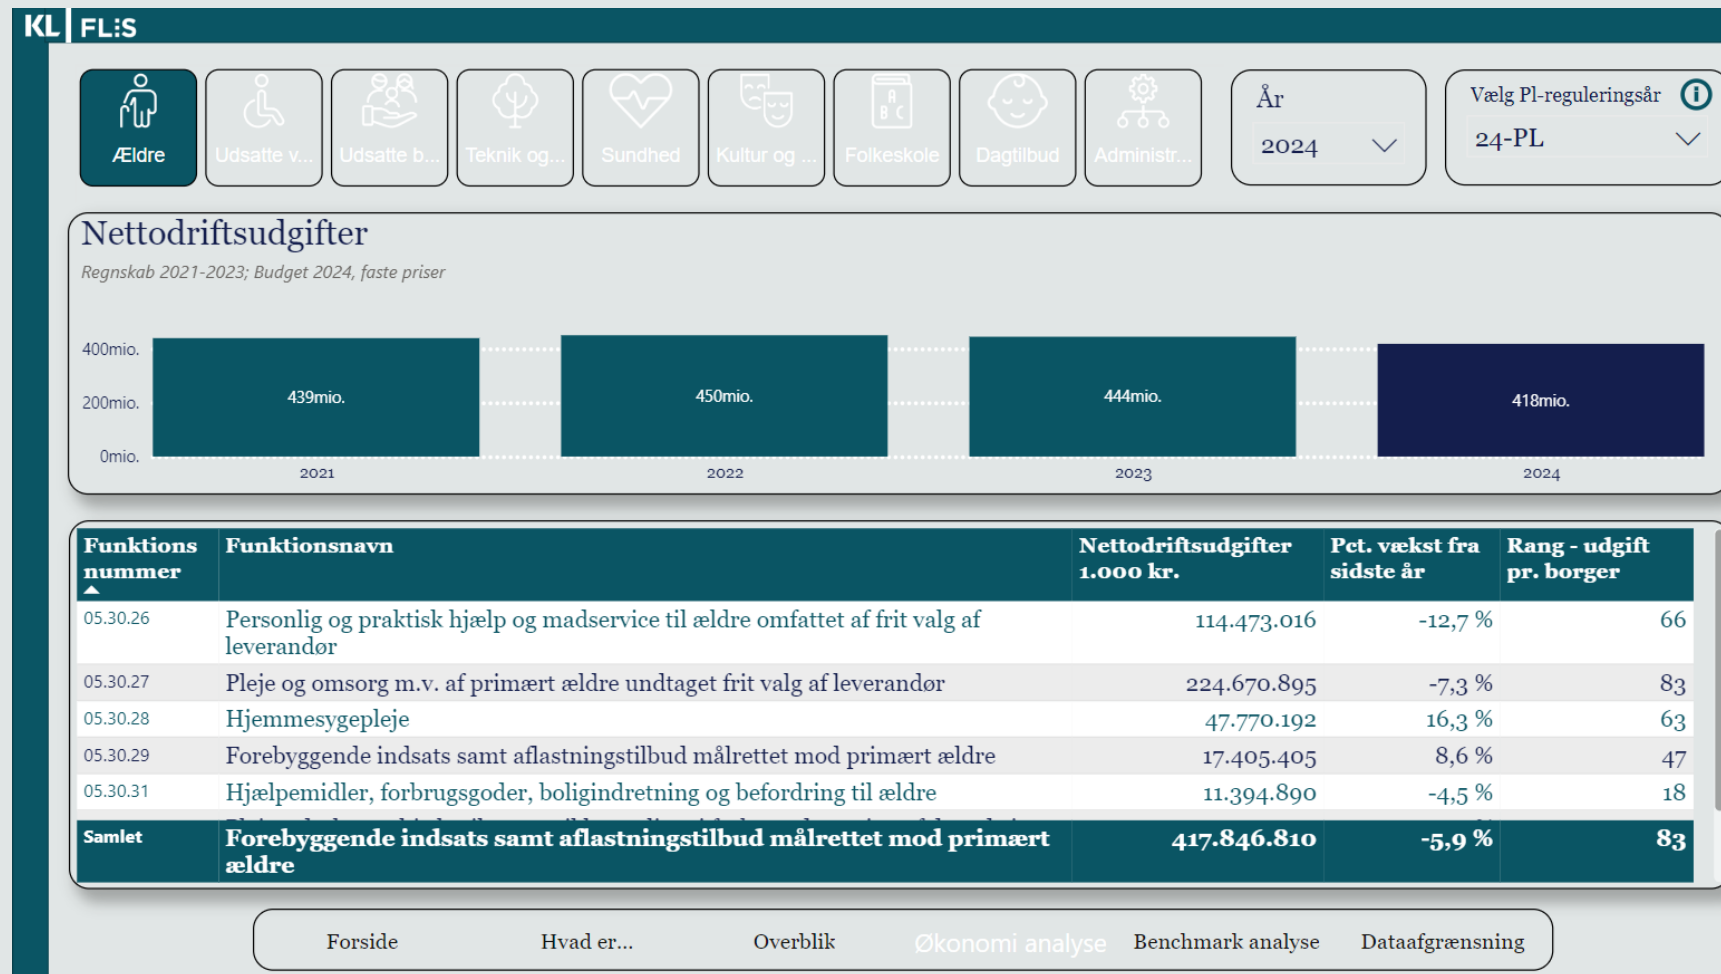 KL FL:S
Ældre
Udsatte v...
Udsatte b...
Teknik og...
Sundhed
Kultur og ...
Folkeskole
Dagtilbud
Administr...
A
B C
År
2024
Vælg Pl-reguleringsår
24-PL
Nettodriftsudgifter
Regnskab 2021-2023; Budget 2024, faste priser
400mio.
200mio.
0mio.
439mio.
450mio.
444mio.
418mio.
2021
2022
2023
2024
Funktions
nummer
Funktionsnavn
Nettodriftsudgifter
1.000 kr.
Pct. vækst fra
sidste år
Rang - udgift
pr. borger
05.30.26 Personlig og praktisk hjælp og madservice til ældre omfattet af frit valg af
leverandør
114.473.016 -12,7 % 66
05.30.27 Pleje og omsorg m.v. af primært ældre undtaget frit valg af leverandør 224.670.895 -7,3 % 83
05.30.28 Hjemmesygepleje 47.770.192 16,3 % 63
05.30.29 Forebyggende indsats samt aflastningstilbud målrettet mod primært ældre 17.405.405 8,6 % 47
05.30.31 Hjælpemidler, forbrugsgoder, boligindretning og befordring til ældre 11.394.890 -4,5 % 18
Samlet Forebyggende indsats samt aflastningstilbud målrettet mod primært
ældre
417.846.810 -5,9 % 83
Forside Hvad er... Overblik Økonomi analyse Benchmark analyse Dataafgrænsning